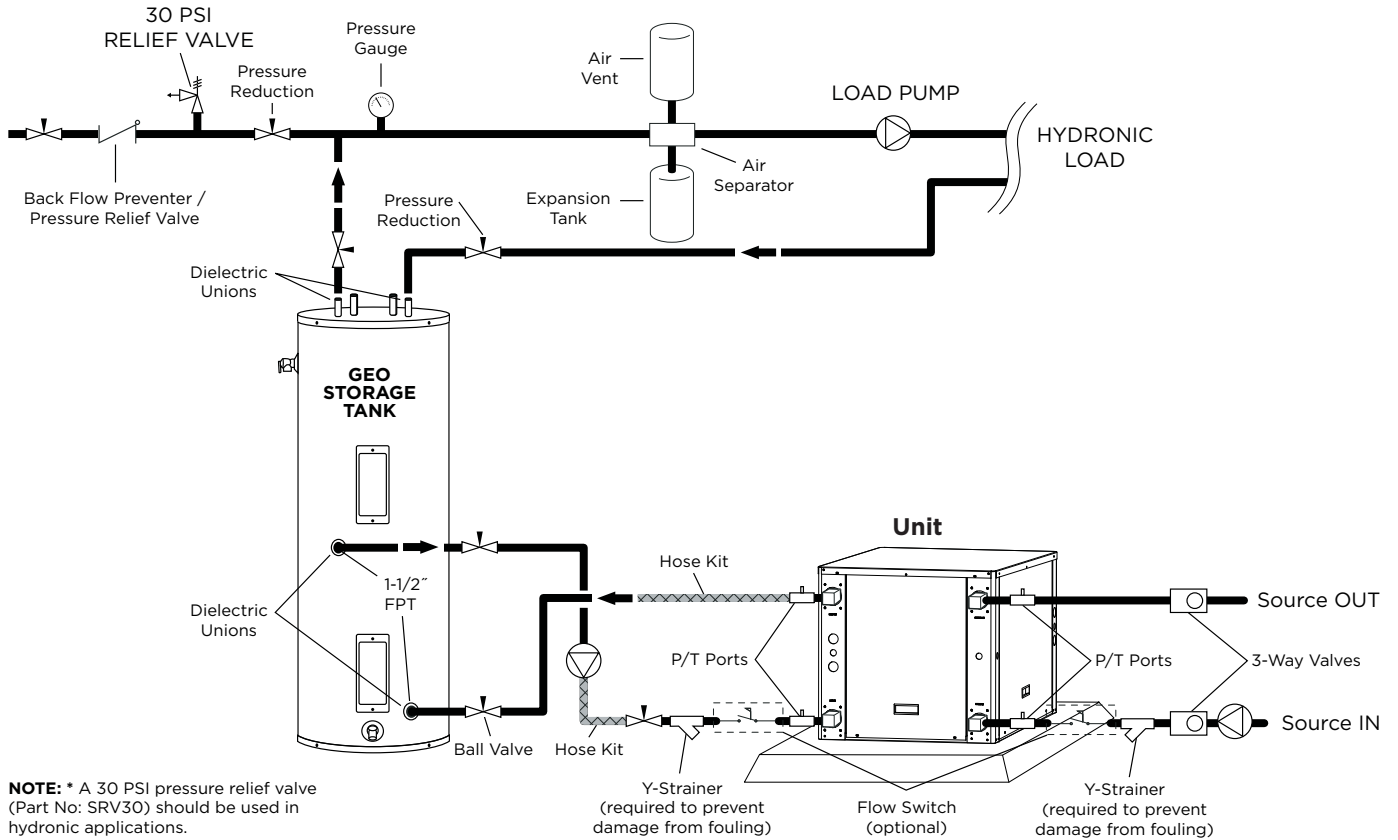 30 PSI
RELIEF VALVE
Pressure
Gauge
Pressure
Reduction
Air
Vent
LOAD PUMP
HYDRONIC
LOAD
Air
Separator
Back Flow Preventer /
Pressure Relief Valve
Pressure
Reduction
Expansion
Tank
Dielectric
Unions
GEO
STORAGE
TANK
Unit
Hose Kit
1-1/2˝
FPT
Source OUT
Dielectric
Unions
P/T Ports
P/T Ports
3-Way Valves
Source IN
Ball Valve
Hose Kit
NOTE: * A 30 PSI pressure relief valve
(Part No: SRV30) should be used in
hydronic applications.
Y-Strainer
(required to prevent
damage from fouling)
Flow Switch
(optional)
Y-Strainer
(required to prevent
damage from fouling)